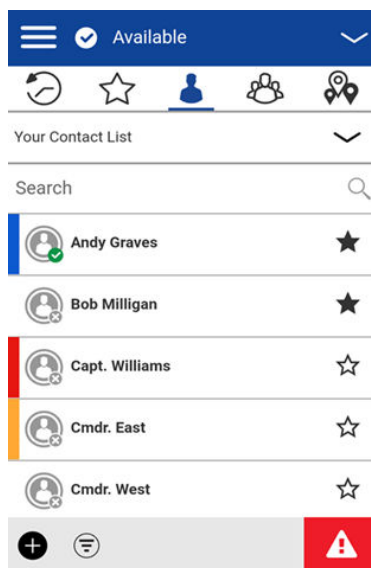 Available
Your Contact List
Search
Andy Graves
Bob Milligan
Capt. Williams
Cmdr. East
Cmdr. West